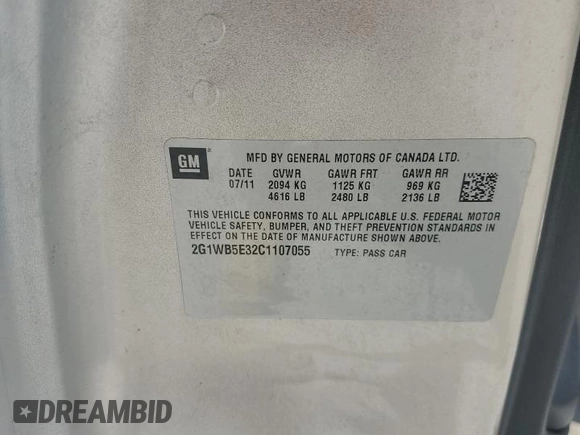 GM
MFD BY GENERAL MOTORS OF CANADA LTD.
DATE GVWR GAWR FRT GAWR RR
07/11 2094 KG 1125 KG 969 KG
4616 LB 2480 LB 2136 LB
THIS VEHICLE CONFORMS TO ALL APPLICABLE U.S. FEDERAL MOTOR
VEHICLE SAFETY, BUMPER, AND THEFT PREVENTION STANDARDS IN
EFFECT ON THE DATE OF MANUFACTURE SHOWN ABOVE.
2G1WB5E32C1107055 TYPE: PASS CAR
DREAMBID